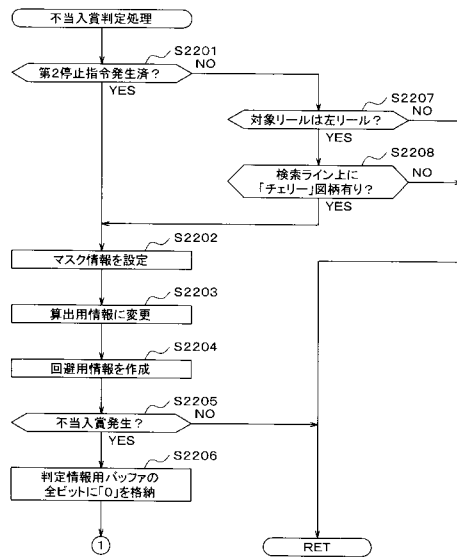 不当入賞判定処理
S2201
第2停止指令発生済?
NO
YES
S2207
対象リールは左リール?
NO
YES
S2208
検索ライン上に
「チェリー」図柄有り?
NO
YES
S2202
マスク情報を設定
S2203
算出用情報に変更
S2204
回避用情報を作成
S2205
不当入賞発生?
NO
YES
S2206
判定情報用バッファの
全ビットに「0」を格納
1
RET